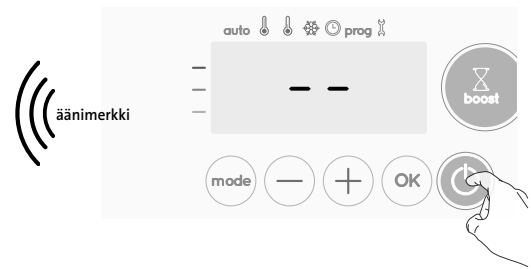 auto prog
– –
boost
äänimerkki
mode − + OK